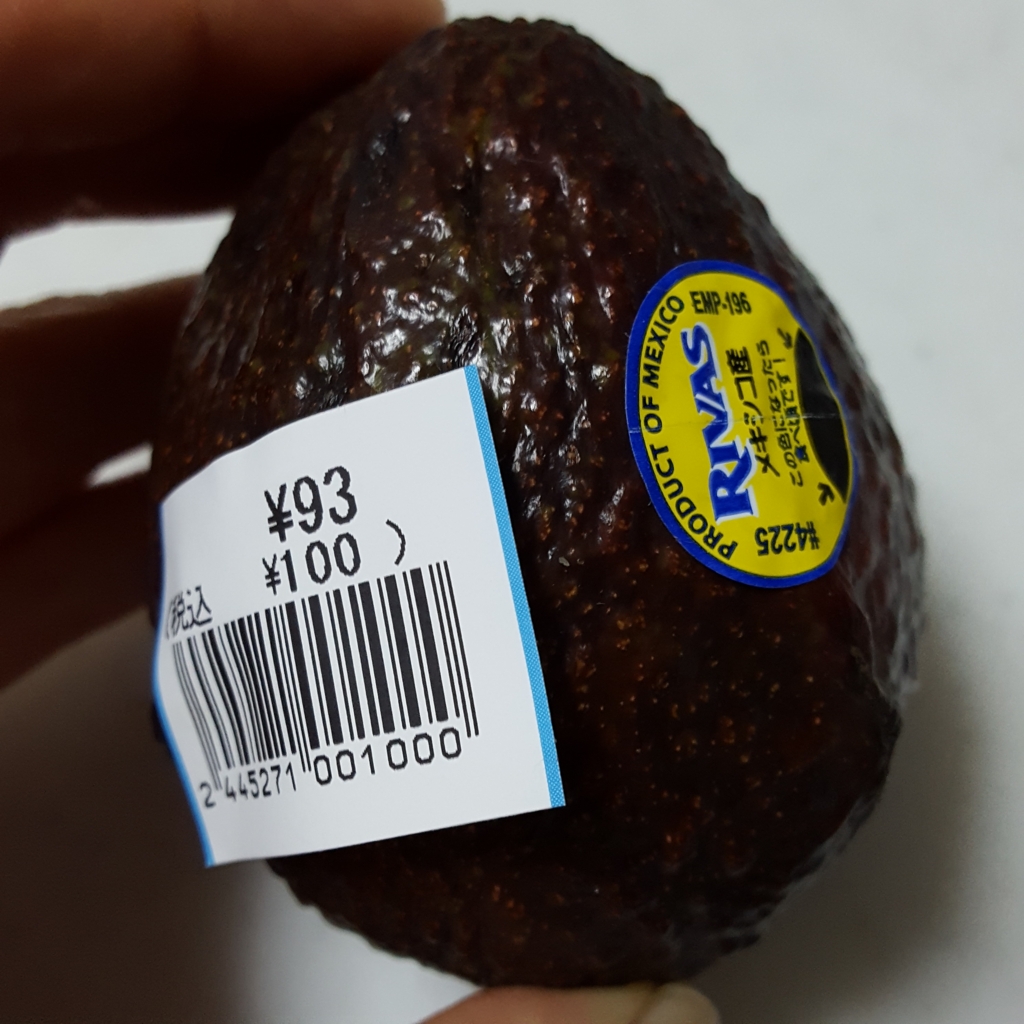 ¥93
(税込 ¥100 )
2 445271 001000
PRODUCT OF MEXICO
EMP-196
RIVAS
メキシコ産
この色になったら
食べ頃です!
#4225